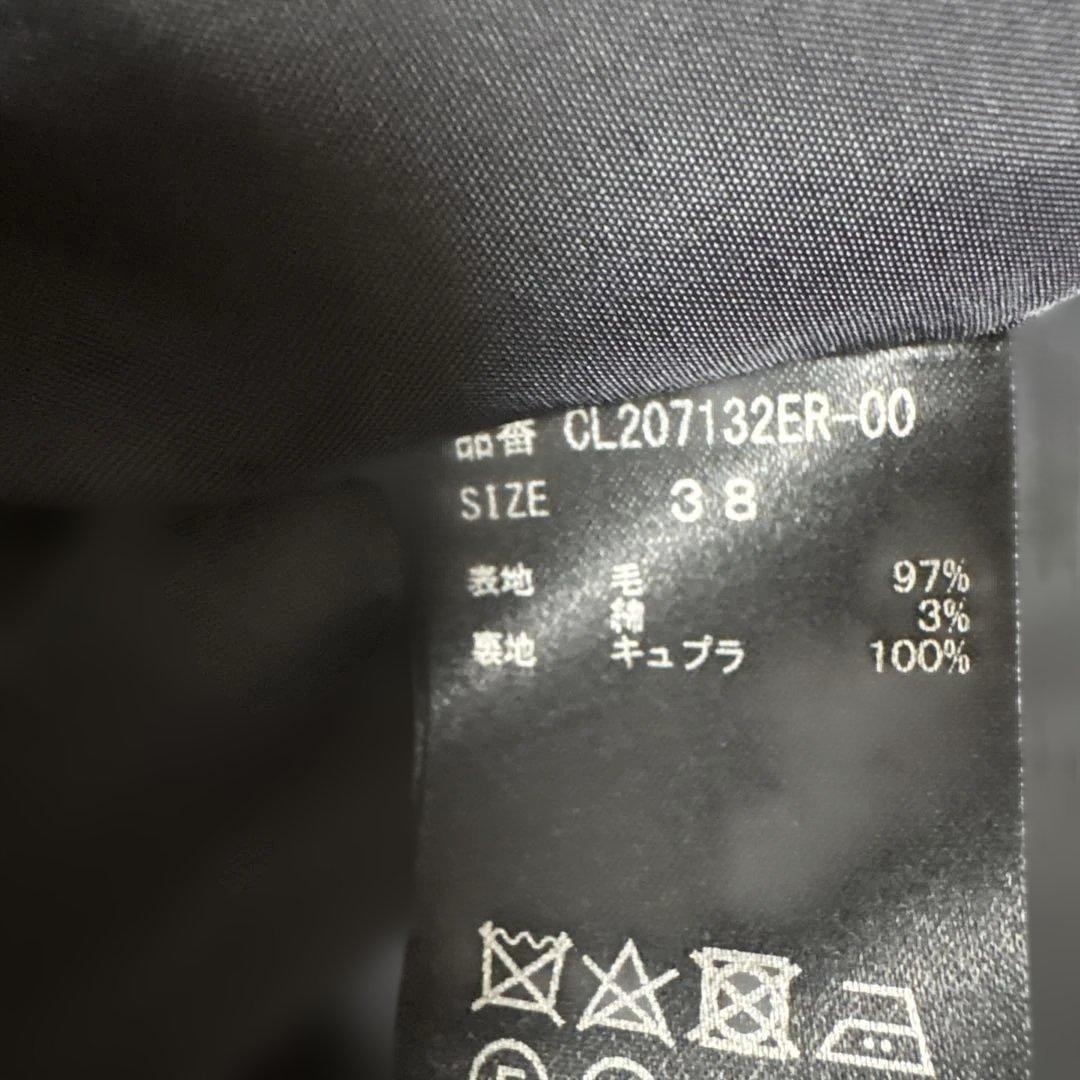 品番 CL207132ER-00
SIZE 38
表地 毛 97%
綿 3%
裏地 キュプラ 100%